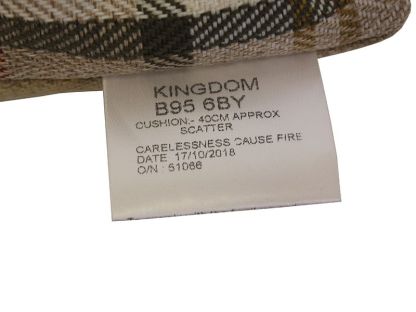 KINGDOM
B95 6BY
CUSHION:- 40CM APPROX
SCATTER
CARELESSNESS CAUSE FIRE
DATE 17/10/2018
O/N : 51066